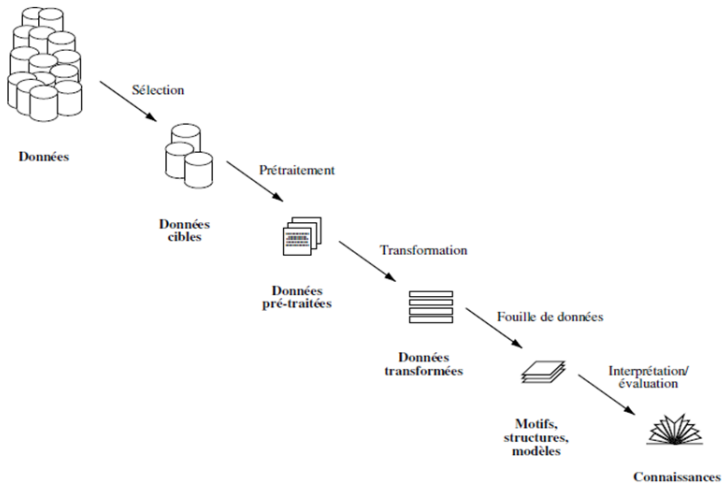 Sélection
Données
Prétraitement
Données
cibles
Transformation
Données
pré-traitées
Fouille de données
Données
transformées
Interprétation/
évaluation
Motifs,
structures,
modèles
Connaissances